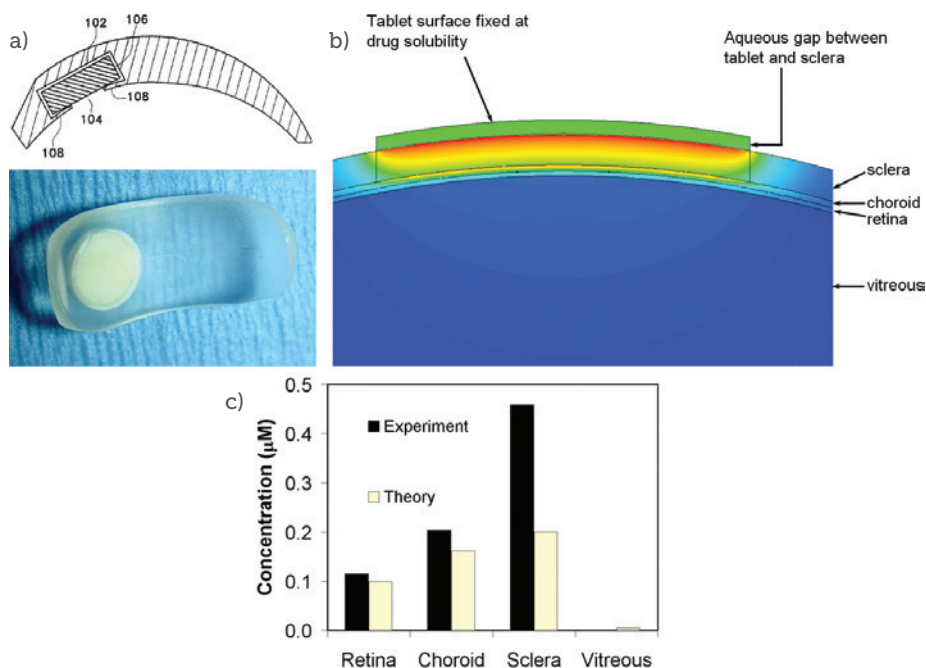 a)
102
106
108
104
108
b)
Tablet surface fixed at
drug solubility
Aqueous gap between
tablet and sclera
sclera
choroid
retina
vitreous
c)
0.5
0.4
0.3
0.2
0.1
0.0
Concentration (μM)
Experiment
Theory
Retina Choroid Sclera Vitreous